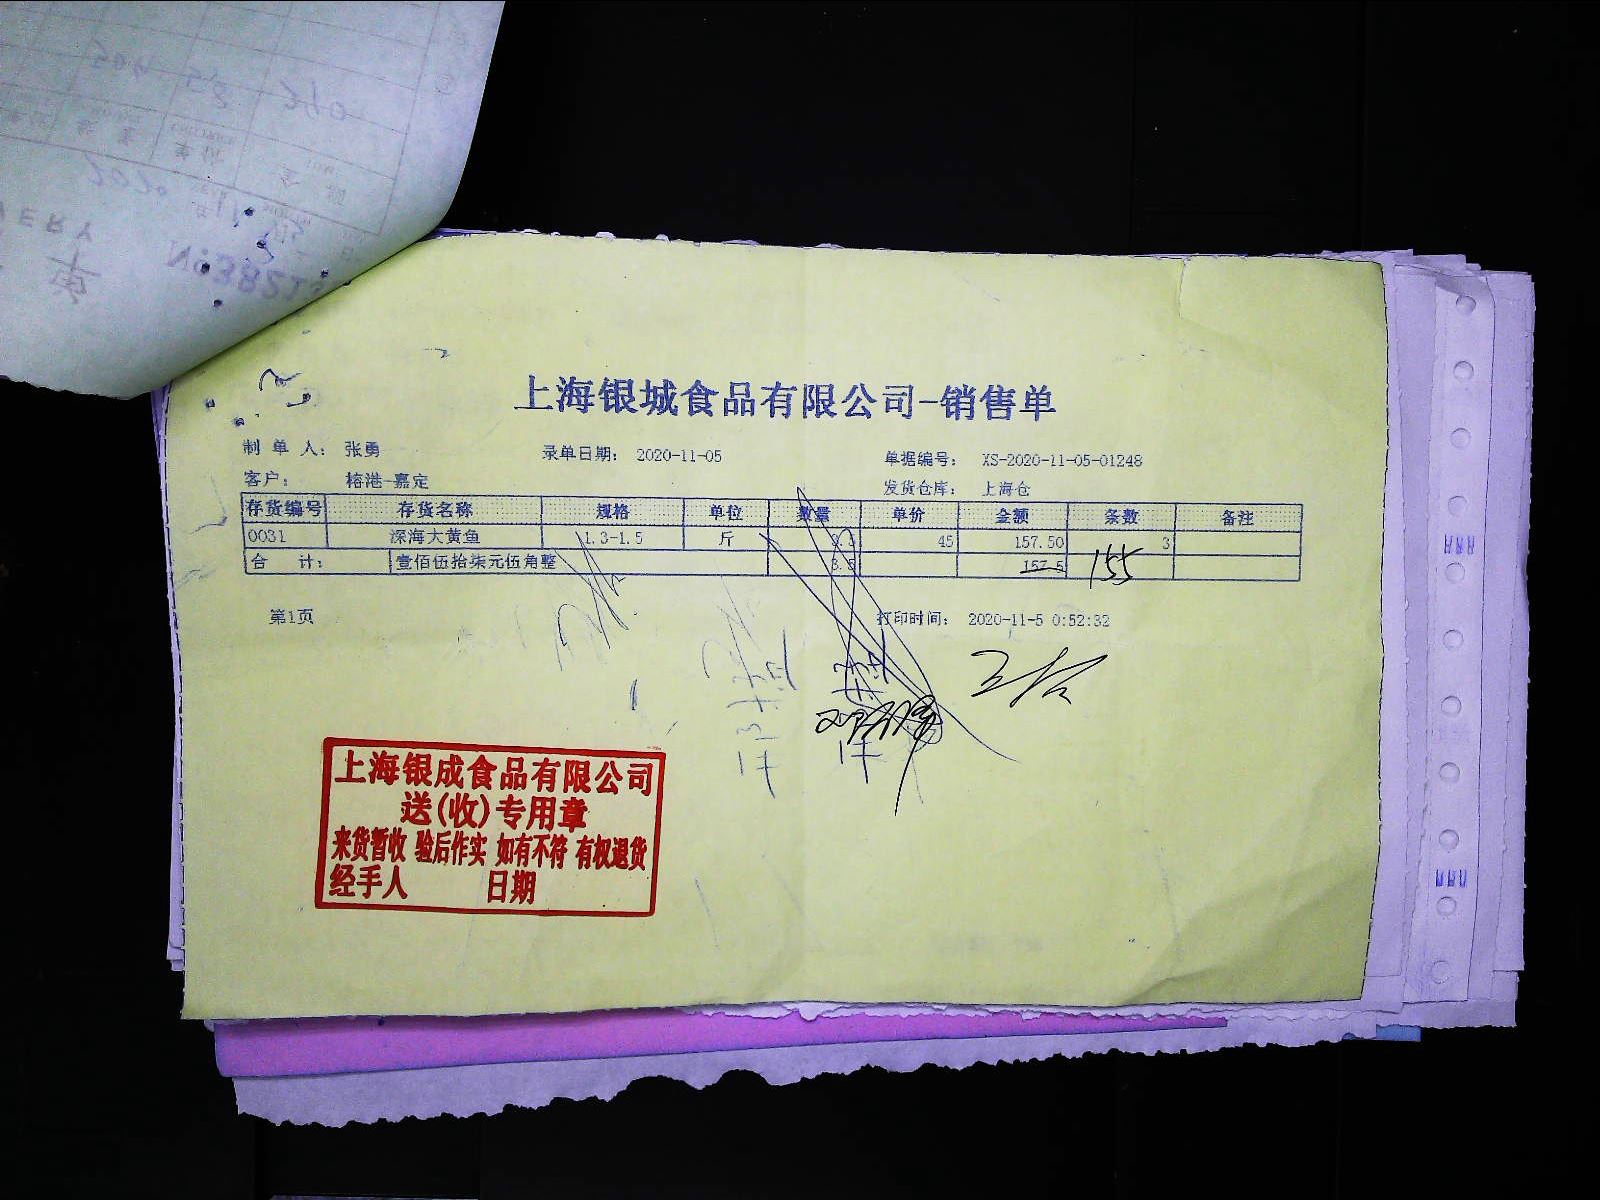 上海银城食品有限公司-销售单
制 单 人： 张勇 录单日期： 2020-11-05 单据编号： XS-2020-11-05-01248
客户： 榕港-嘉定 发货仓库： 上海仓
存货编号 存货名称 规格 单位 数量 单价 金额 条数 备注
0031 深海大黄鱼 1.3-1.5 斤 3.5 45 157.50 3
合 计： 壹佰伍拾柒元伍角整 3.5 157.5 155
第1页 打印时间： 2020-11-5 0:52:32
上海银成食品有限公司
送(收)专用章
来货暂收 验后作实 如有不符 有权退货
经手人 日期